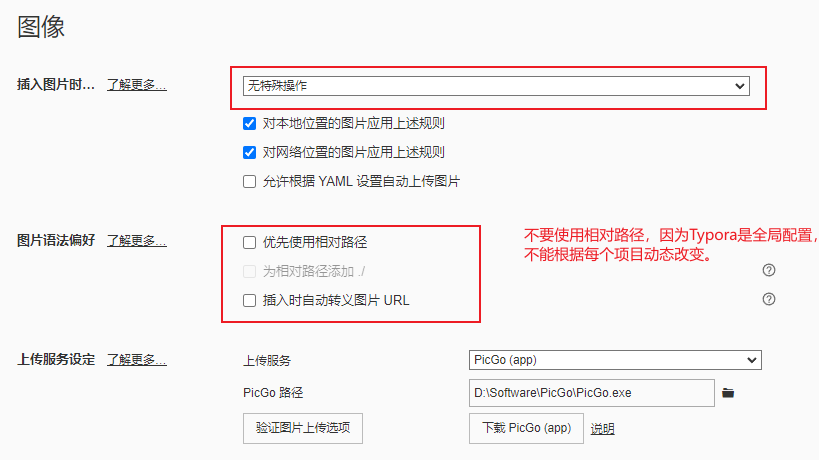 图像
插入图片时... 了解更多... 无特殊操作
对本地位置的图片应用上述规则
对网络位置的图片应用上述规则
允许根据 YAML 设置自动上传图片
图片语法偏好 了解更多... 优先使用相对路径
不要使用相对路径，因为Typora是全局配置，
不能根据每个项目动态改变。
为相对路径添加 ./
插入时自动转义图片 URL
上传服务设定 了解更多... 上传服务 PicGo (app)
PicGo 路径 D:\Software\PicGo\PicGo.exe
验证图片上传选项 下载 PicGo (app) 说明